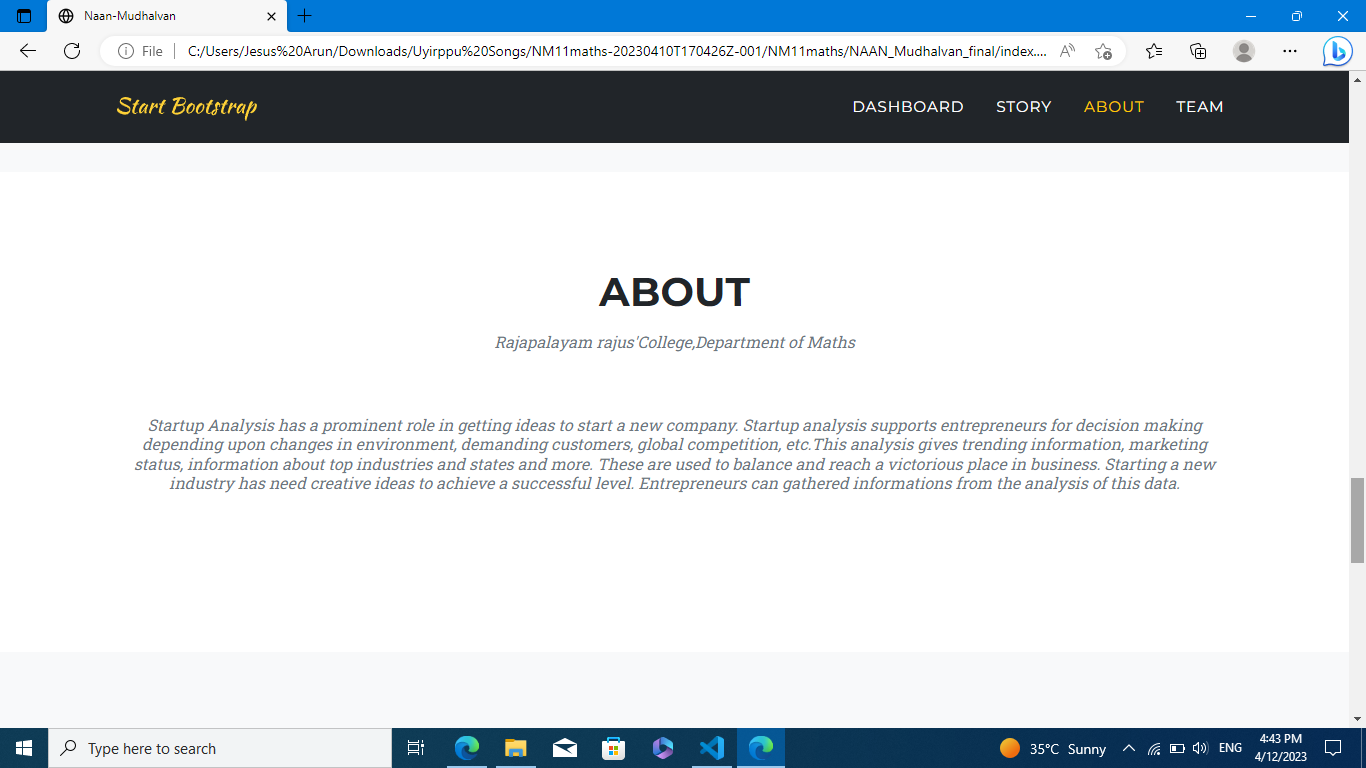 Naan-Mudhalvan
File
C:/Users/Jesus%20Arun/Downloads/Uyirppu%20Songs/NM11maths-20230410T170426Z-001/NM11maths/NAAN_Mudhalvan_final/index....
Start Bootstrap
DASHBOARD STORY ABOUT TEAM
ABOUT
Rajapalayam rajus'College,Department of Maths
Startup Analysis has a prominent role in getting ideas to start a new company. Startup analysis supports entrepreneurs for decision making
depending upon changes in environment, demanding customers, global competition, etc.This analysis gives trending information, marketing
status, information about top industries and states and more. These are used to balance and reach a victorious place in business. Starting a new
industry has need creative ideas to achieve a successful level. Entrepreneurs can gathered informations from the analysis of this data.
Type here to search
35°C Sunny
ENG
4:43 PM
4/12/2023